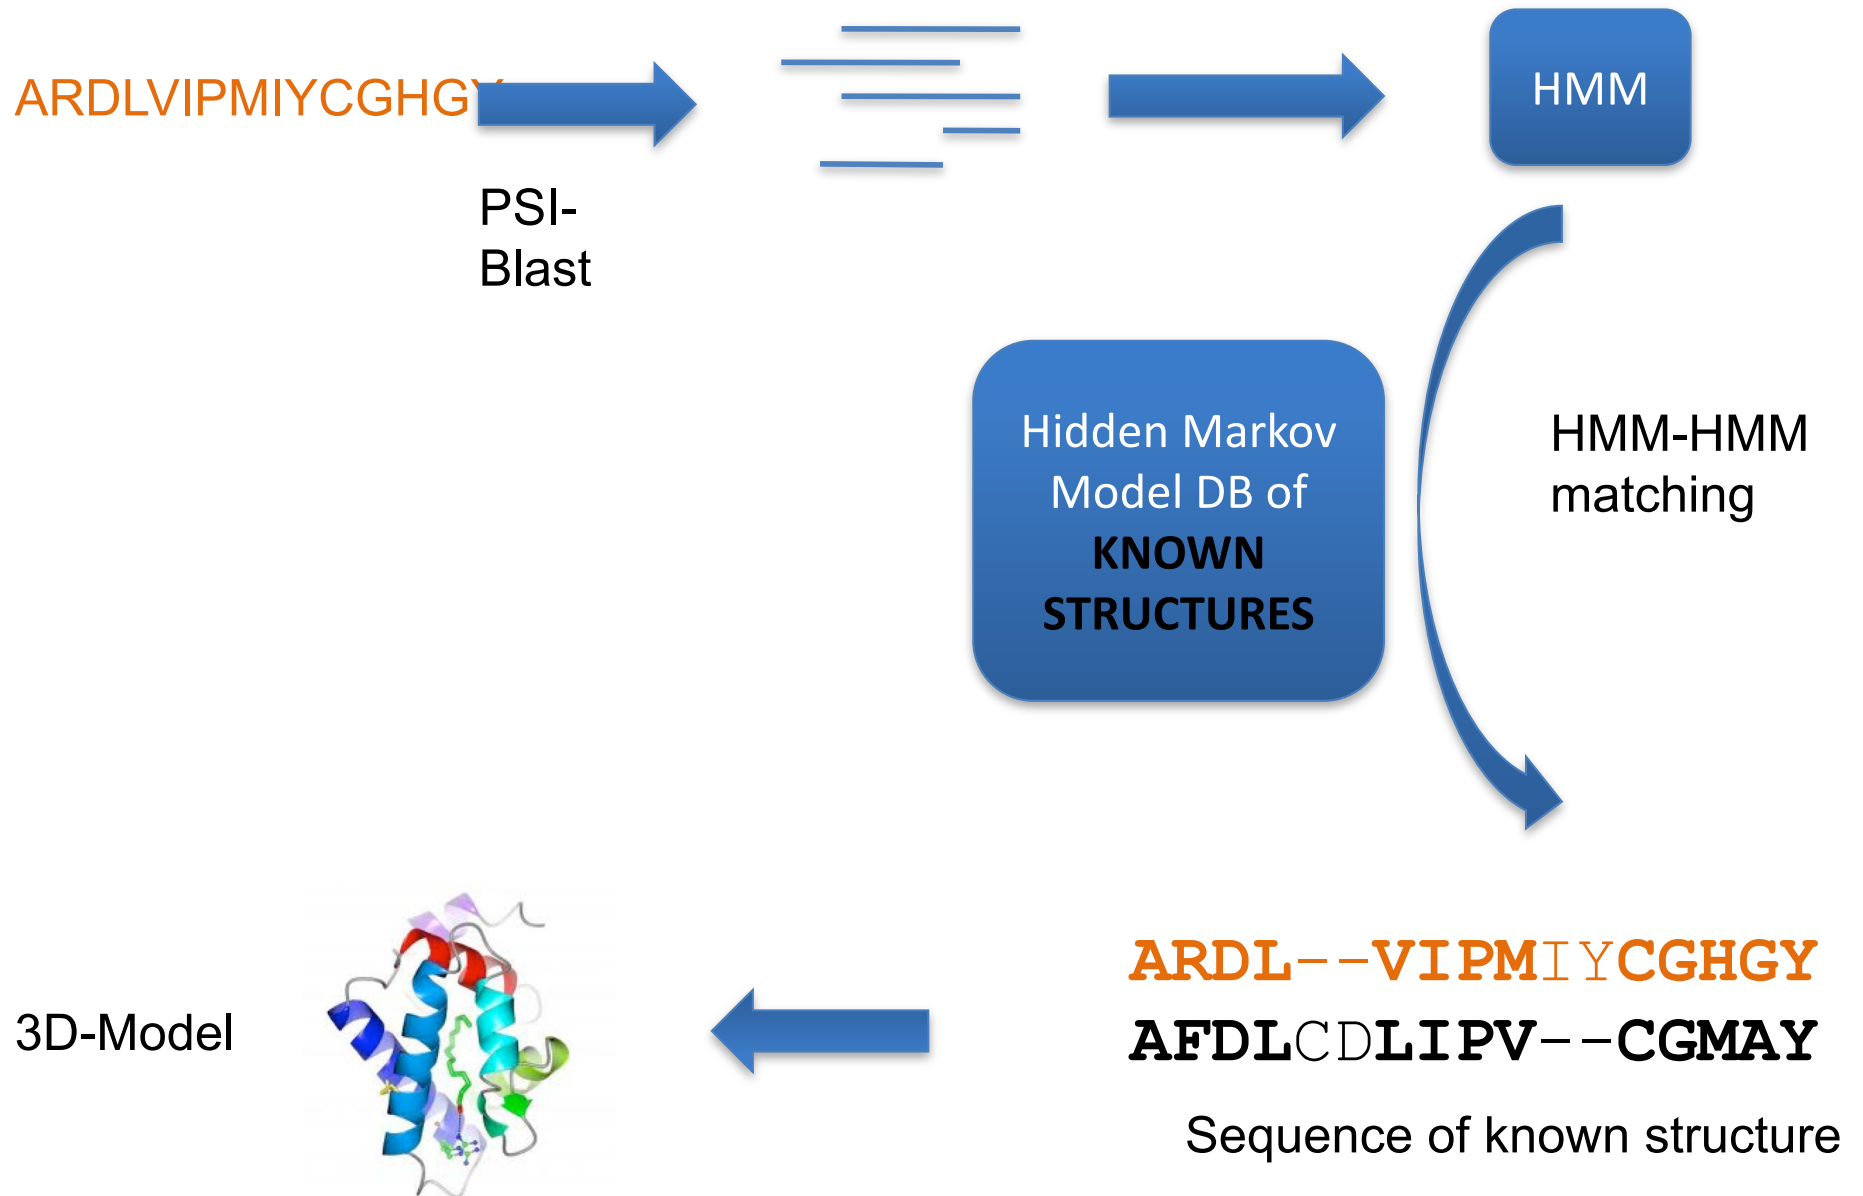 ARDLVIPMIYCGHGY
HMM
PSI-
Blast
Hidden Markov
Model DB of
KNOWN
STRUCTURES
HMM-HMM
matching
ARDL--VIPMIYCGHGY
AFDLCDLIPV--CGMAY
3D-Model
Sequence of known structure